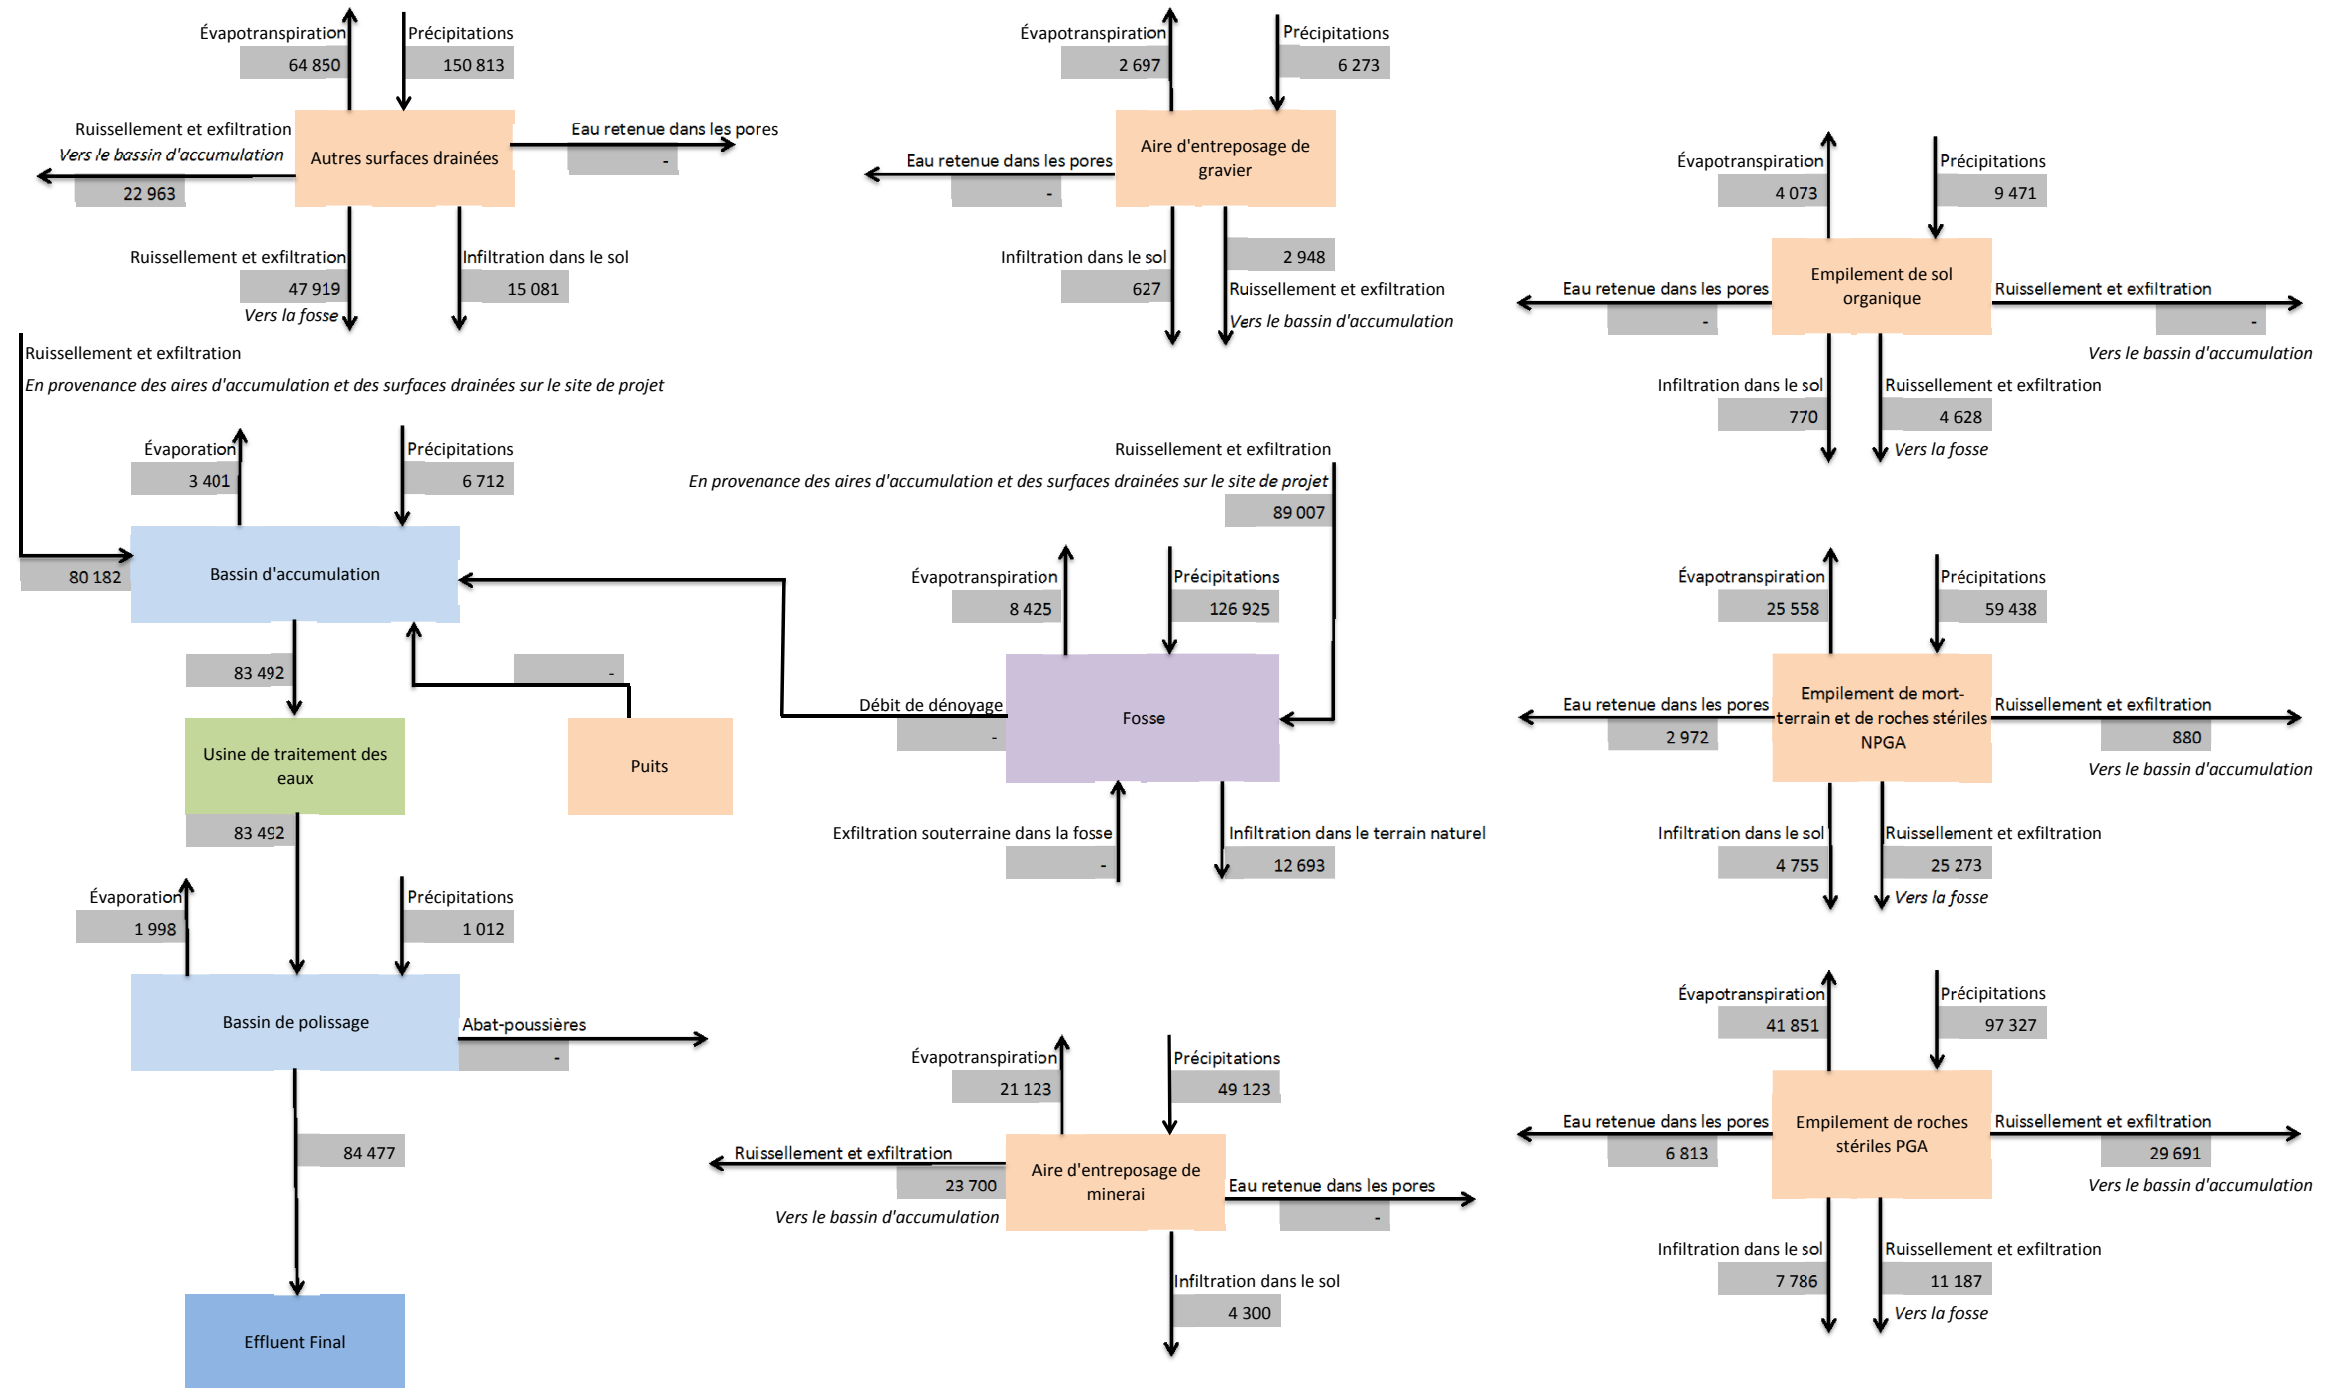 Évapotranspiration
64 850
Précipitations
150 813
Ruissellement et exfiltration
Vers le bassin d'accumulation
22 963
Autres surfaces drainées
Eau retenue dans les pores
-
Ruissellement et exfiltration
47 919
Vers la fosse
Infiltration dans le sol
15 081
Évapotranspiration
2 697
Précipitations
6 273
Eau retenue dans les pores
-
Aire d'entreposage de
gravier
Infiltration dans le sol
627
2 948
Ruissellement et exfiltration
Vers le bassin d'accumulation
Évapotranspiration
4 073
Précipitations
9 471
Eau retenue dans les pores
-
Empilement de sol
organique
Ruissellement et exfiltration
-
Vers le bassin d'accumulation
Infiltration dans le sol
770
Ruissellement et exfiltration
4 628
Vers la fosse
Ruissellement et exfiltration
En provenance des aires d'accumulation et des surfaces drainées sur le site de projet
Évaporation
3 401
Précipitations
6 712
80 182
Bassin d'accumulation
83 492
-
Usine de traitement des
eaux
Puits
83 492
Évaporation
1 998
Précipitations
1 012
Bassin de polissage
Abat-poussières
-
84 477
Effluent Final
Ruissellement et exfiltration
En provenance des aires d'accumulation et des surfaces drainées sur le site de projet
89 007
Évapotranspiration
8 425
Précipitations
126 925
Débit de dénoyage
-
Fosse
Exfiltration souterraine dans la fosse
-
Infiltration dans le terrain naturel
12 693
Évapotranspiration
21 123
Précipitations
49 123
Ruissellement et exfiltration
23 700
Vers le bassin d'accumulation
Aire d'entreposage de
minerai
Eau retenue dans les pores
-
Infiltration dans le sol
4 300
Évapotranspiration
25 558
Précipitations
59 438
Eau retenue dans les pores
2 972
Empilement de mort-
terrain et de roches stériles
NPGA
Ruissellement et exfiltration
880
Vers le bassin d'accumulation
Infiltration dans le sol
4 755
Ruissellement et exfiltration
25 273
Vers la fosse
Évapotranspiration
41 851
Précipitations
97 327
Eau retenue dans les pores
6 813
Empilement de roches
stériles PGA
Ruissellement et exfiltration
29 691
Vers le bassin d'accumulation
Infiltration dans le sol
7 786
Ruissellement et exfiltration
11 187
Vers la fosse